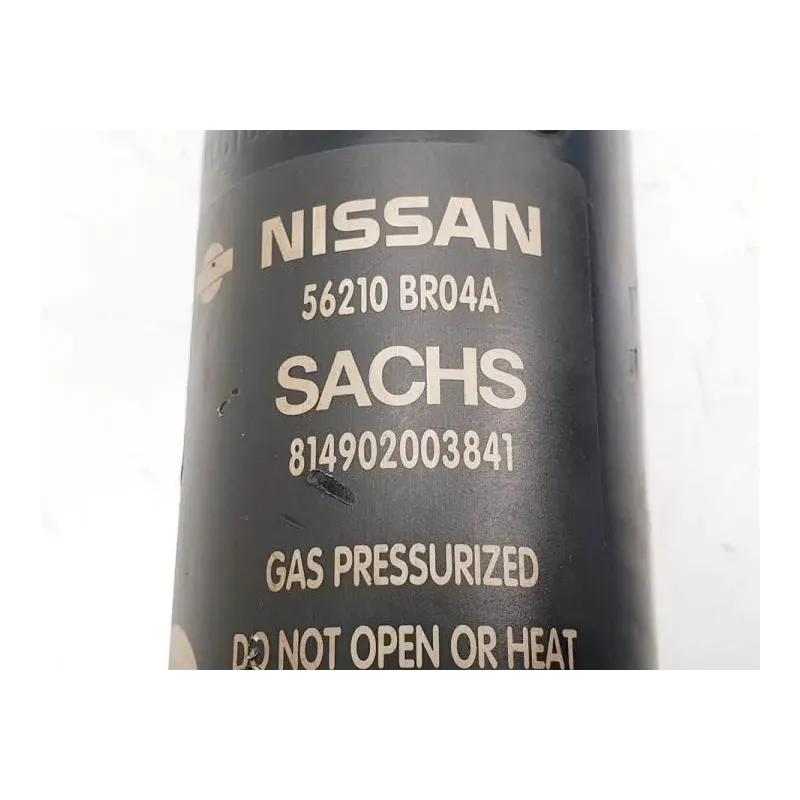 NISSAN
56210 BR04A
SACHS
814902003841
GAS PRESSURIZED
DO NOT OPEN OR HEAT